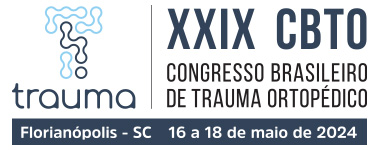 trauma
XXIX CBTO
CONGRESSO BRASILEIRO
DE TRAUMA ORTOPÉDICO
Florianópolis - SC 16 a 18 de maio de 2024